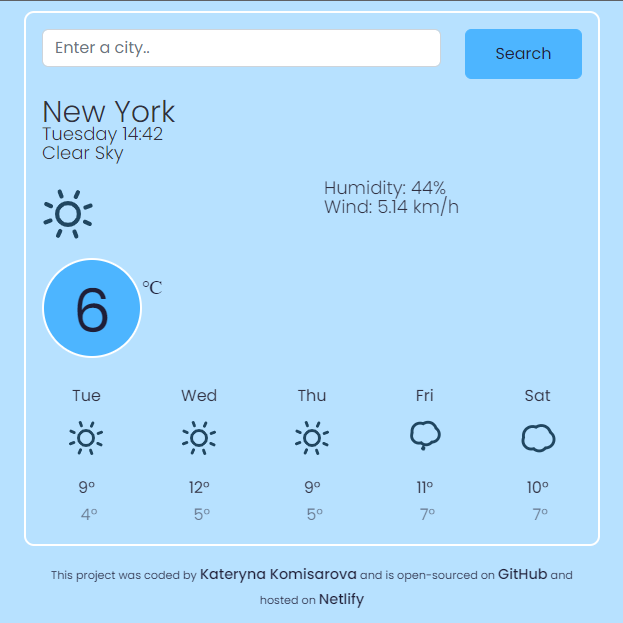 Enter a city..
Search
New York
Tuesday 14:42
Clear Sky
Humidity: 44%
Wind: 5.14 km/h
6 °C
Tue Wed Thu Fri Sat
9° 12° 9° 11° 10°
4° 5° 5° 7° 7°
This project was coded by Kateryna Komisarova and is open-sourced on GitHub and
hosted on Netlify